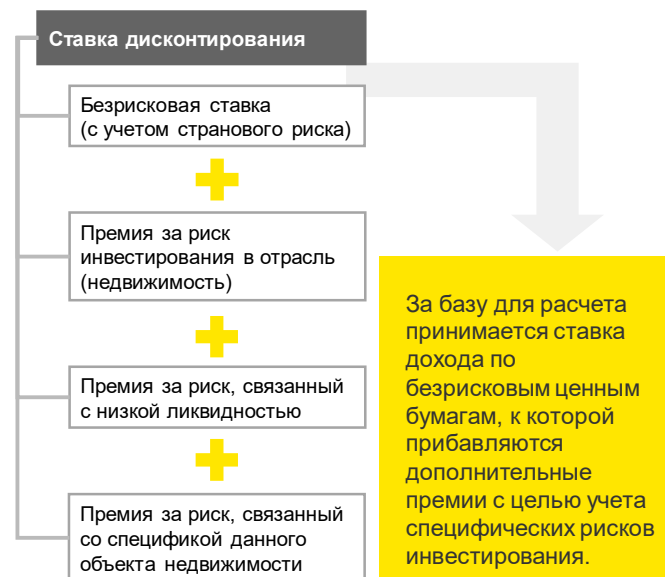 Ставка дисконтирования
Безрисковая ставка
(с учетом странового риска)
Премия за риск
инвестирования в отрасль
(недвижимость)
Премия за риск, связанный
с низкой ликвидностью
Премия за риск, связанный
со спецификой данного
объекта недвижимости
За базу для расчета
принимается ставка
дохода по
безрисковым ценным
бумагам, к которой
прибавляются
дополнительные
премии с целью учета
специфических рисков
инвестирования.